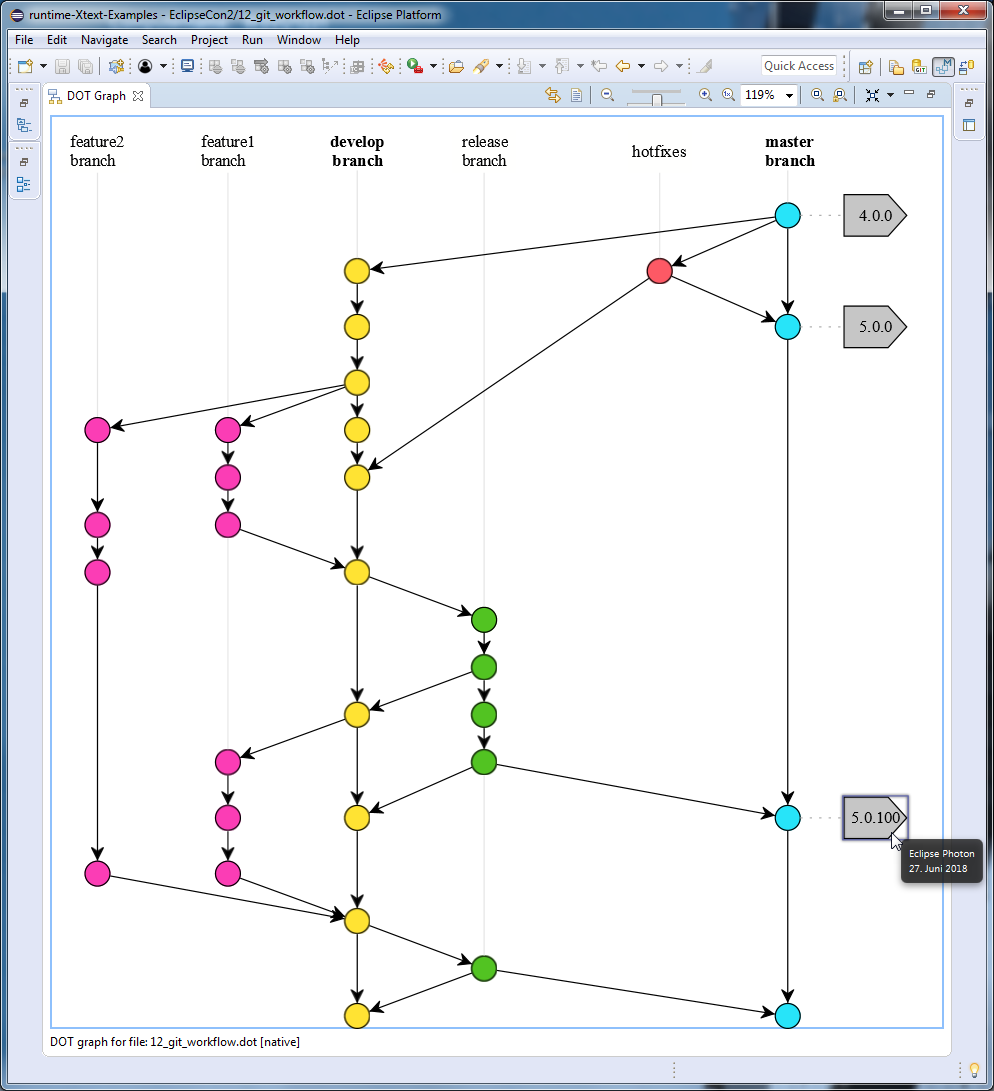 runtime-Xtext-Examples - EclipseCon2/12_git_workflow.dot - Eclipse Platform
File Edit Navigate Search Project Run Window Help
Quick Access
GIT
DOT Graph
119%
feature2
branch
feature1
branch
develop
branch
release
branch
hotfixes
master
branch
4.0.0
5.0.0
5.0.100
Eclipse Photon
27. Juni 2018
DOT graph for file: 12_git_workflow.dot [native]